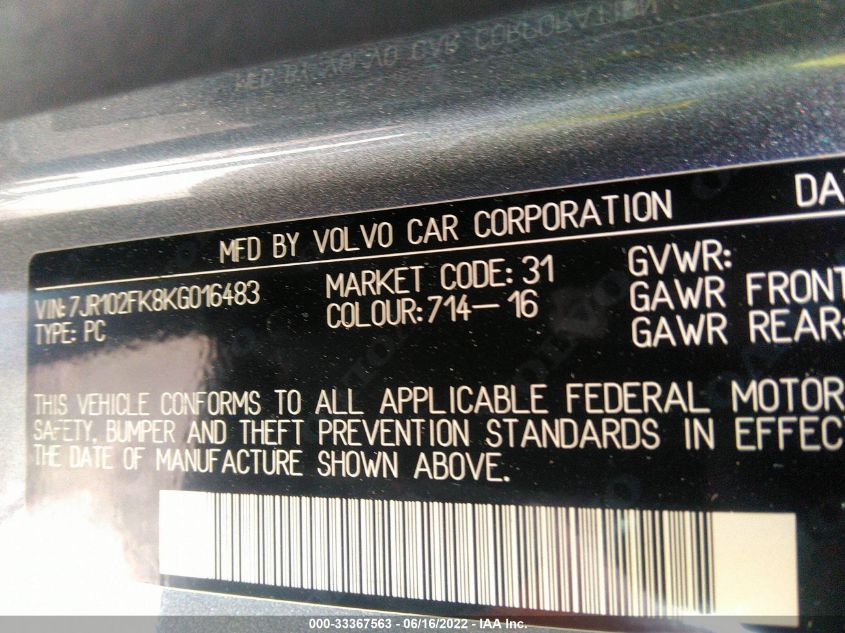 MFD BY VOLVO CAR CORPORATION DA
VIN: 7JR102FK8KG016483 MARKET CODE: 31 GVWR:
TYPE: PC COLOUR: 714-16 GAWR FRONT
GAWR REAR:
THIS VEHICLE CONFORMS TO ALL APPLICABLE FEDERAL MOTOR
SAFETY, BUMPER AND THEFT PREVENTION STANDARDS IN EFFEC
THE DATE OF MANUFACTURE SHOWN ABOVE.
000-33367563 - 06/16/2022 - IAA Inc.